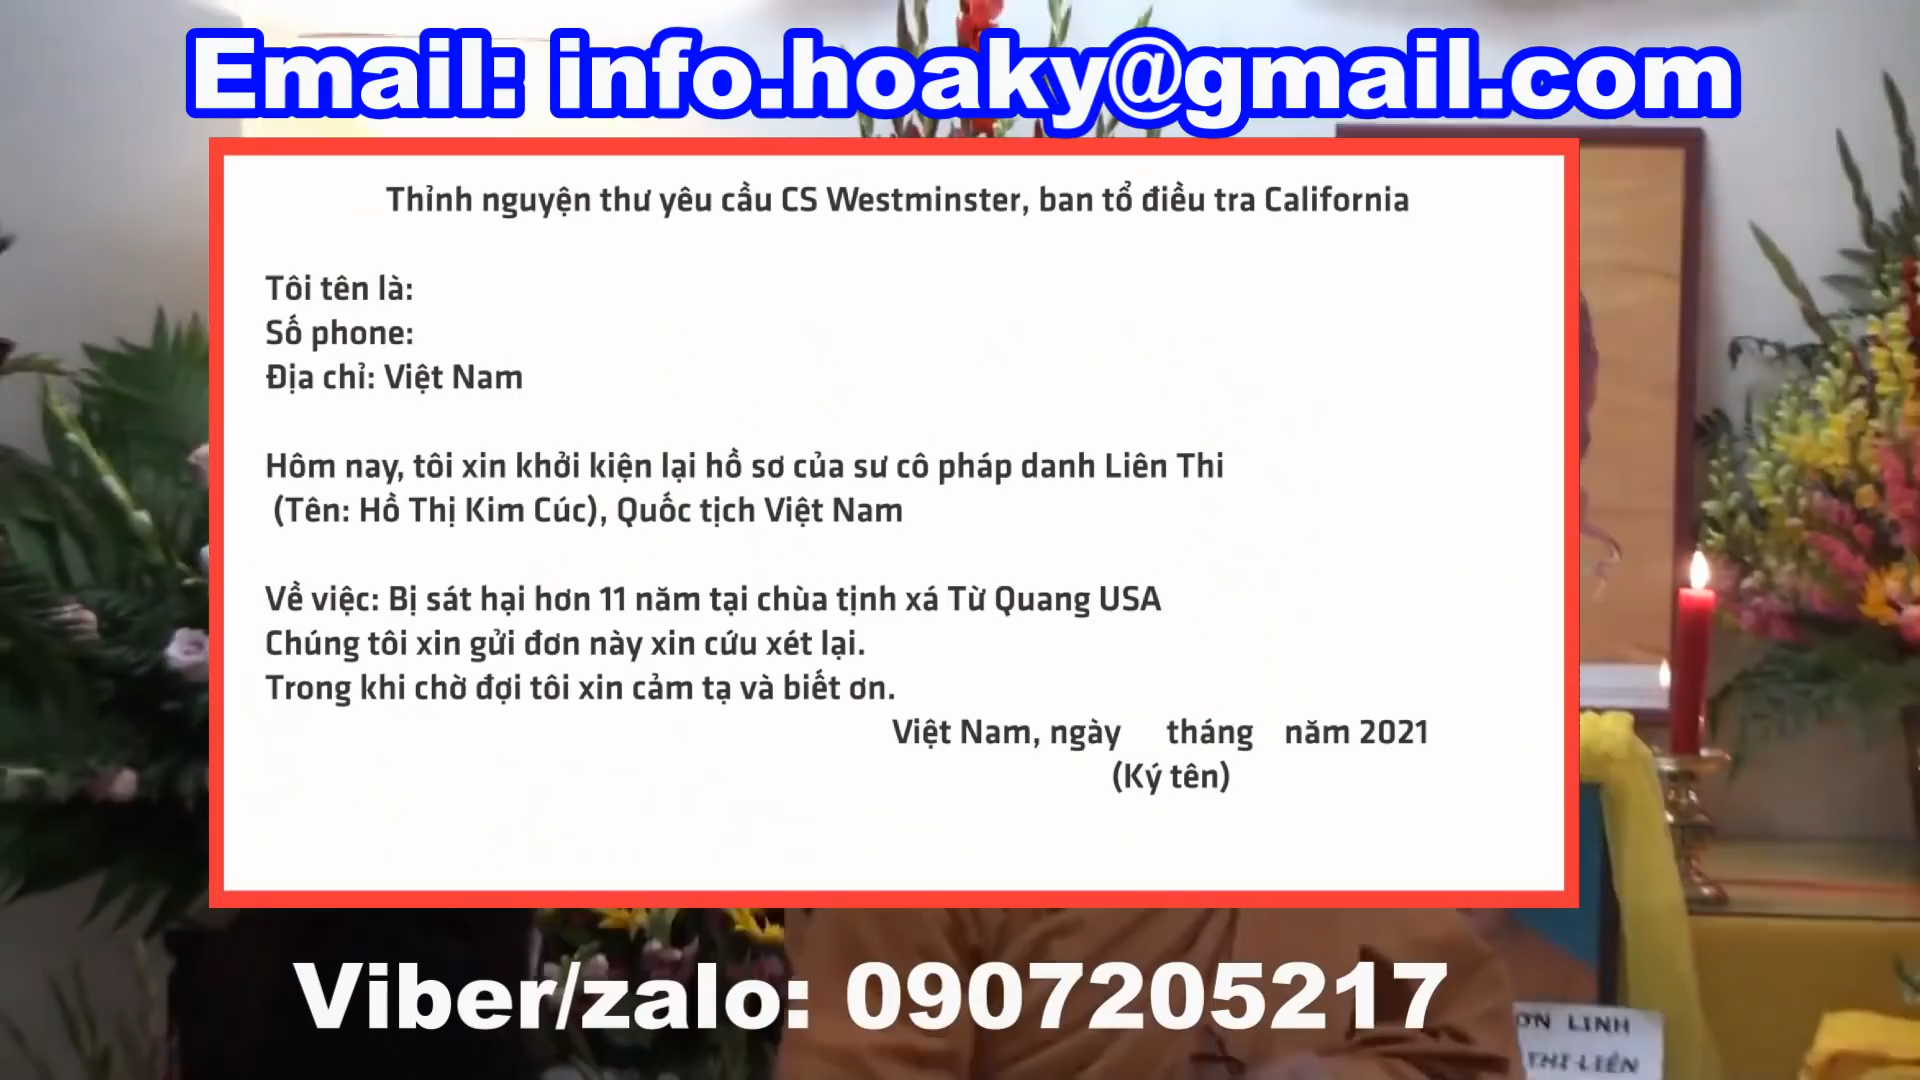 Email: info.hoaky@gmail.com
Thỉnh nguyện thư yêu cầu CS Westminster, ban tổ điều tra California
Tôi tên là:
Số phone:
Địa chỉ: Việt Nam
Hôm nay, tôi xin khởi kiện lại hồ sơ của sư cô pháp danh Liên Thi
(Tên: Hồ Thị Kim Cúc), Quốc tịch Việt Nam
Về việc: Bị sát hại hơn 11 năm tại chùa tịnh xá Từ Quang USA
Chúng tôi xin gửi đơn này xin cứu xét lại.
Trong khi chờ đợi tôi xin cảm tạ và biết ơn.
Việt Nam, ngày tháng năm 2021
(Ký tên)
Viber/zalo: 0907205217
ƠN LINH
THI LIÊN